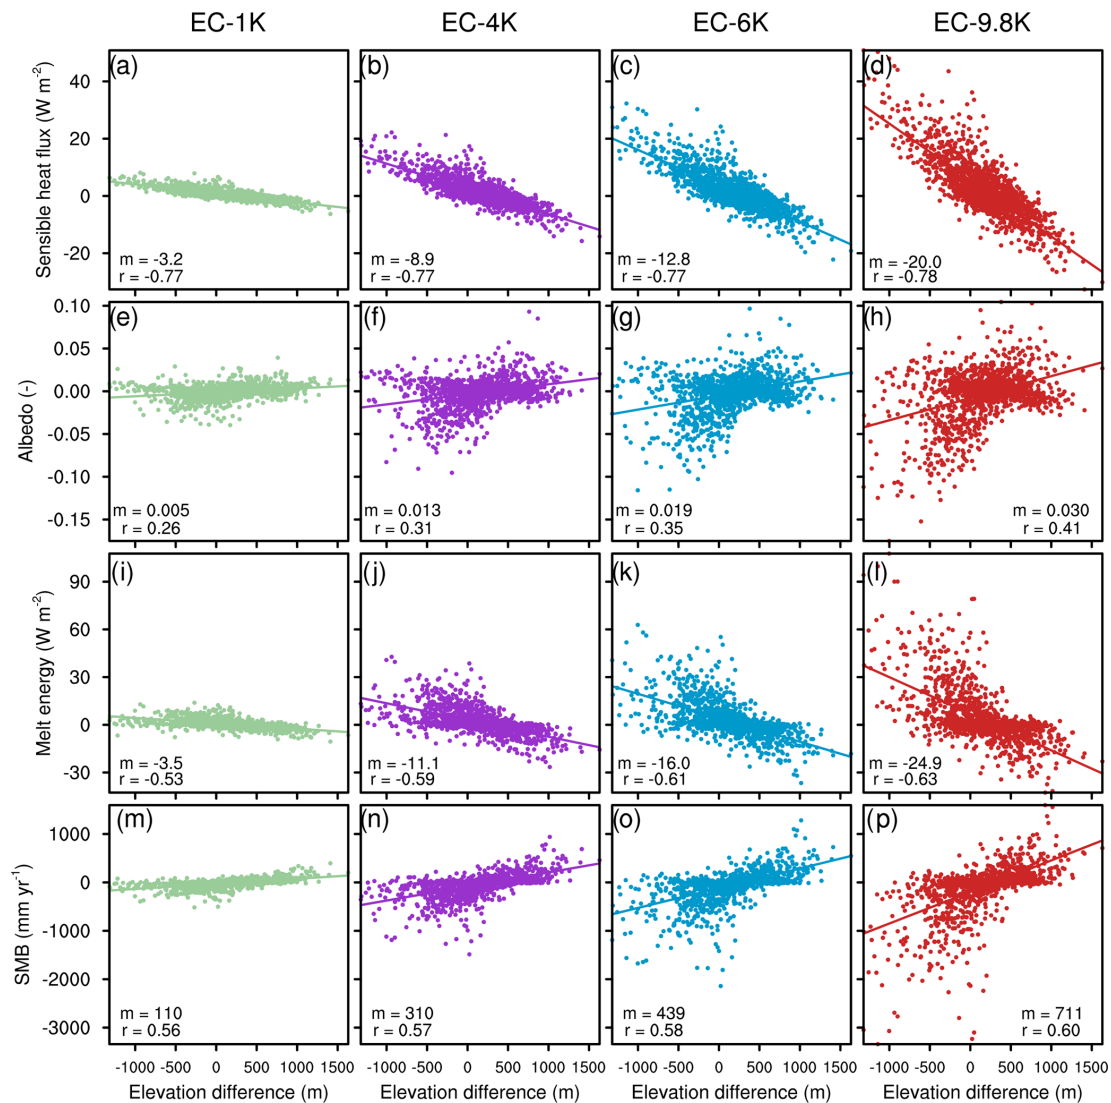 EC-1K EC-4K EC-6K EC-9.8K
Sensible heat flux (W m⁻²)
40
20
0
-20
(a)
m = -3.2
r = -0.77
(b)
m = -8.9
r = -0.77
(c)
m = -12.8
r = -0.77
(d)
m = -20.0
r = -0.78
Albedo (-)
0.10
0.05
0.00
-0.05
-0.10
-0.15
(e)
m = 0.005
r = 0.26
(f)
m = 0.013
r = 0.31
(g)
m = 0.019
r = 0.35
(h)
m = 0.030
r = 0.41
Melt energy (W m⁻²)
90
60
30
0
-30
(i)
m = -3.5
r = -0.53
(j)
m = -11.1
r = -0.59
(k)
m = -16.0
r = -0.61
(l)
m = -24.9
r = -0.63
SMB (mm yr⁻¹)
1000
0
-1000
-2000
-3000
(m)
m = 110
r = 0.56
(n)
m = 310
r = 0.57
(o)
m = 439
r = 0.58
(p)
m = 711
r = 0.60
-1000 -500 0 500 1000 1500 -1000 -500 0 500 1000 1500 -1000 -500 0 500 1000 1500 -1000 -500 0 500 1000 1500
Elevation difference (m) Elevation difference (m) Elevation difference (m) Elevation difference (m)